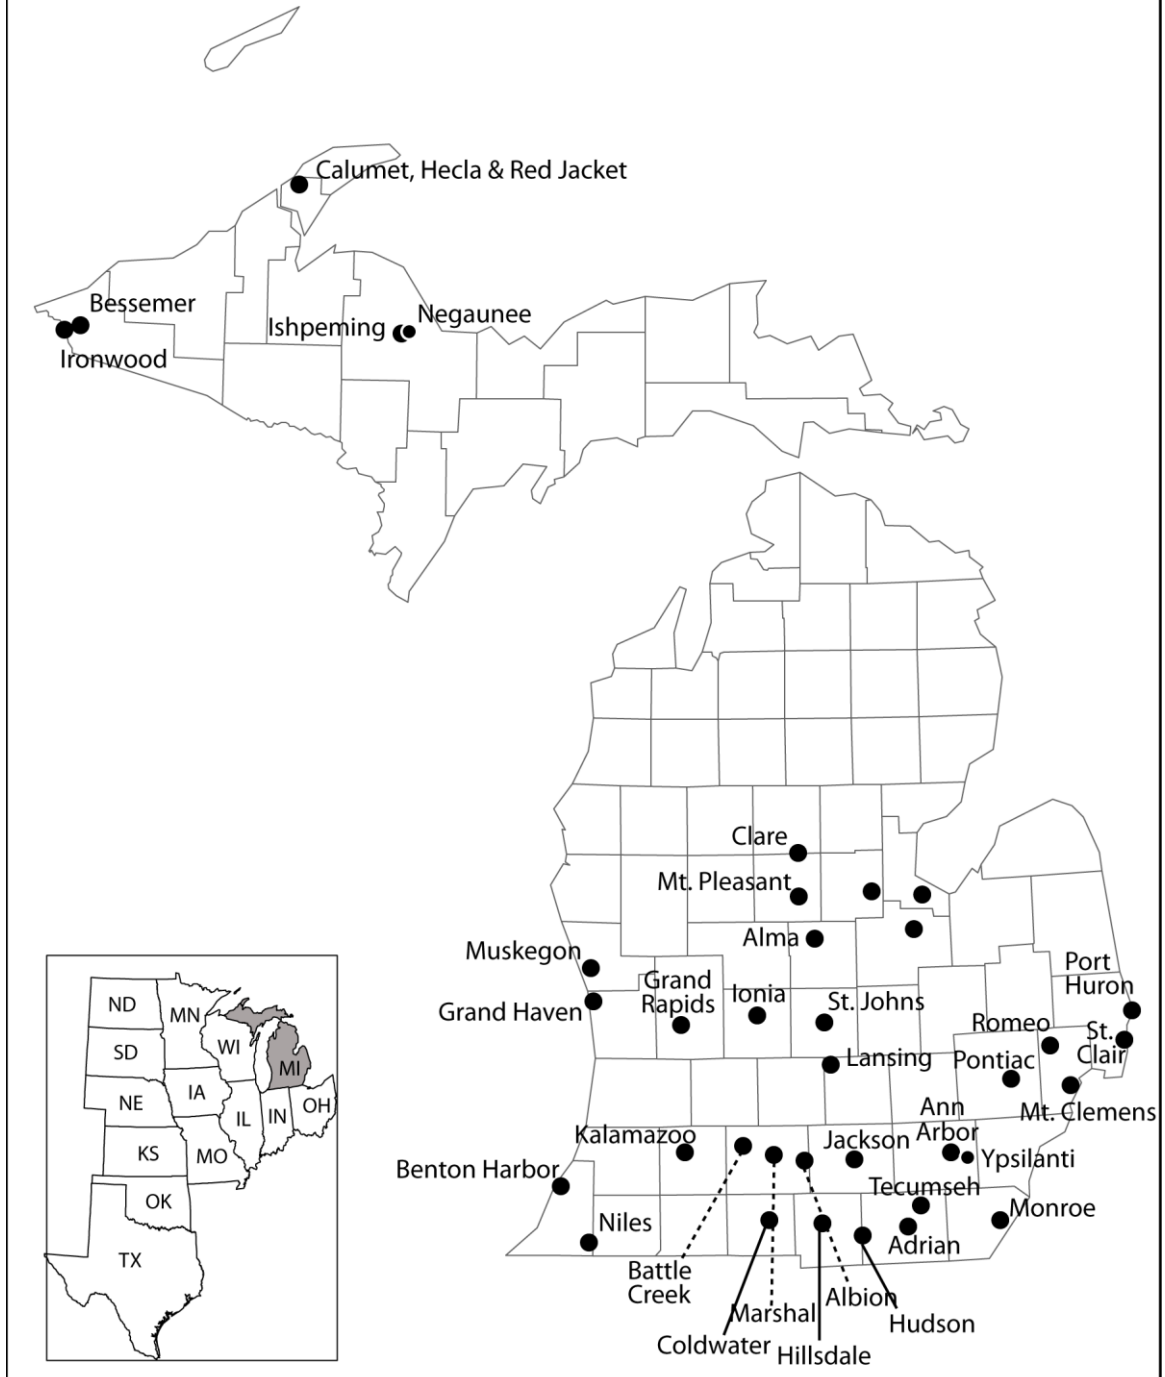 Calumet, Hecla & Red Jacket
Bessemer
Negaunee
Ishpeming
Ironwood
Clare
Mt. Pleasant
Alma
Muskegon
Port
Huron
Grand
Rapids
Ionia
St. Johns
Grand Haven
Romeo
St.
Clair
Lansing
Pontiac
Ann
Arbor
Mt. Clemens
Kalamazoo
Jackson
Ypsilanti
Benton Harbor
Tecumseh
Monroe
Niles
Adrian
Battle
Creek
Albion
Marshal
Hudson
Coldwater
Hillsdale
ND
MN
SD
WI
MI
NE
IA
IL
IN
OH
KS
MO
OK
TX